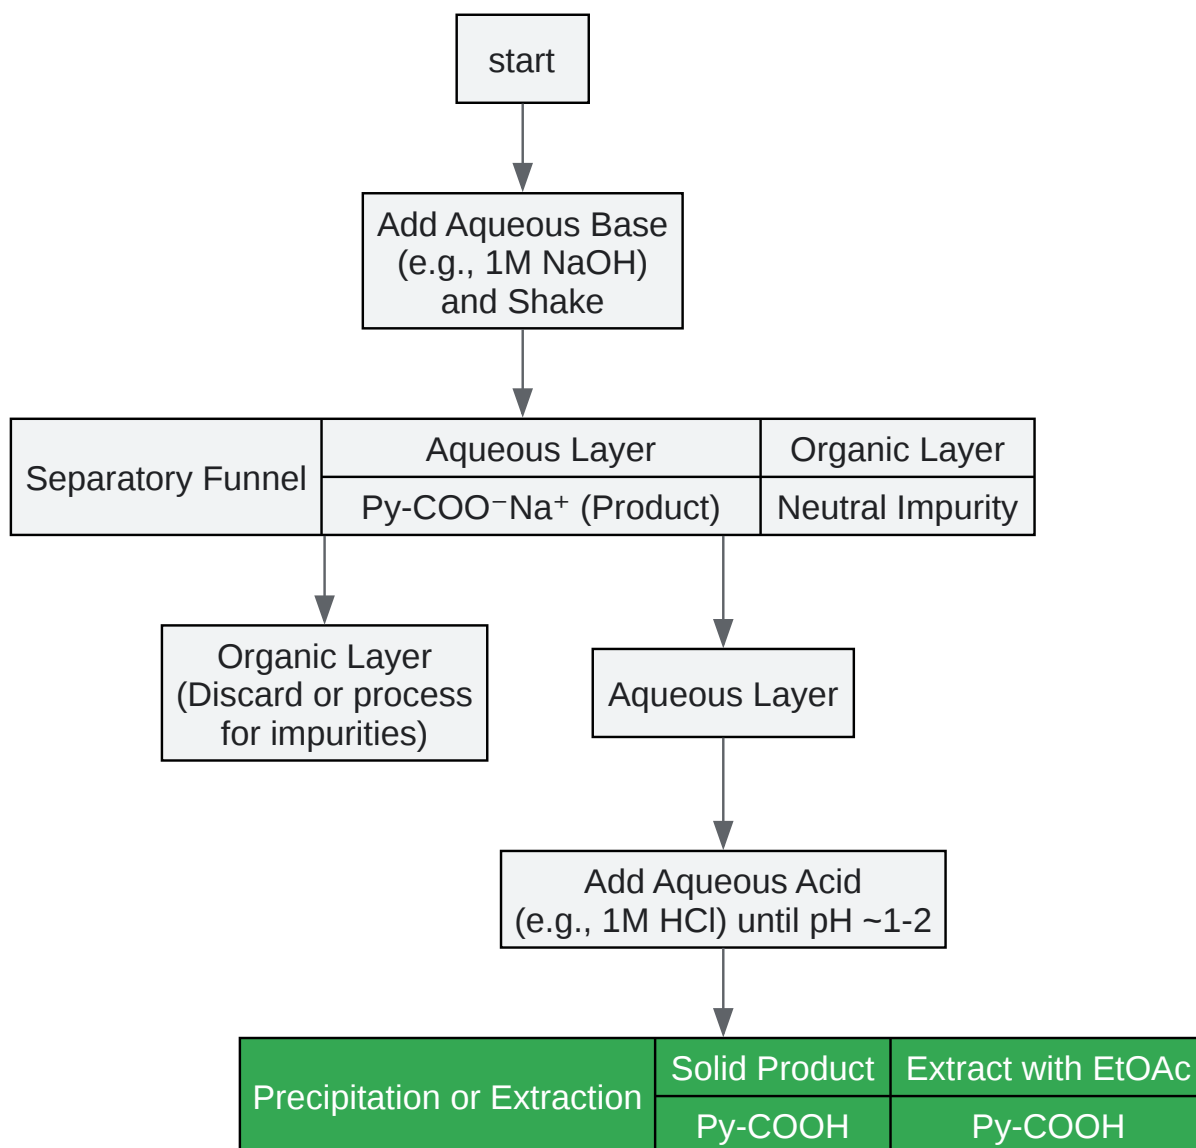 start
Add Aqueous Base
(e.g., 1M NaOH)
and Shake
Separatory Funnel
Aqueous Layer
Py-COO⁻Na⁺ (Product)
Organic Layer
Neutral Impurity
Organic Layer
(Discard or process
for impurities)
Aqueous Layer
Add Aqueous Acid
(e.g., 1M HCl) until pH ~1-2
Precipitation or Extraction
Solid Product
Py-COOH
Extract with EtOAc
Py-COOH